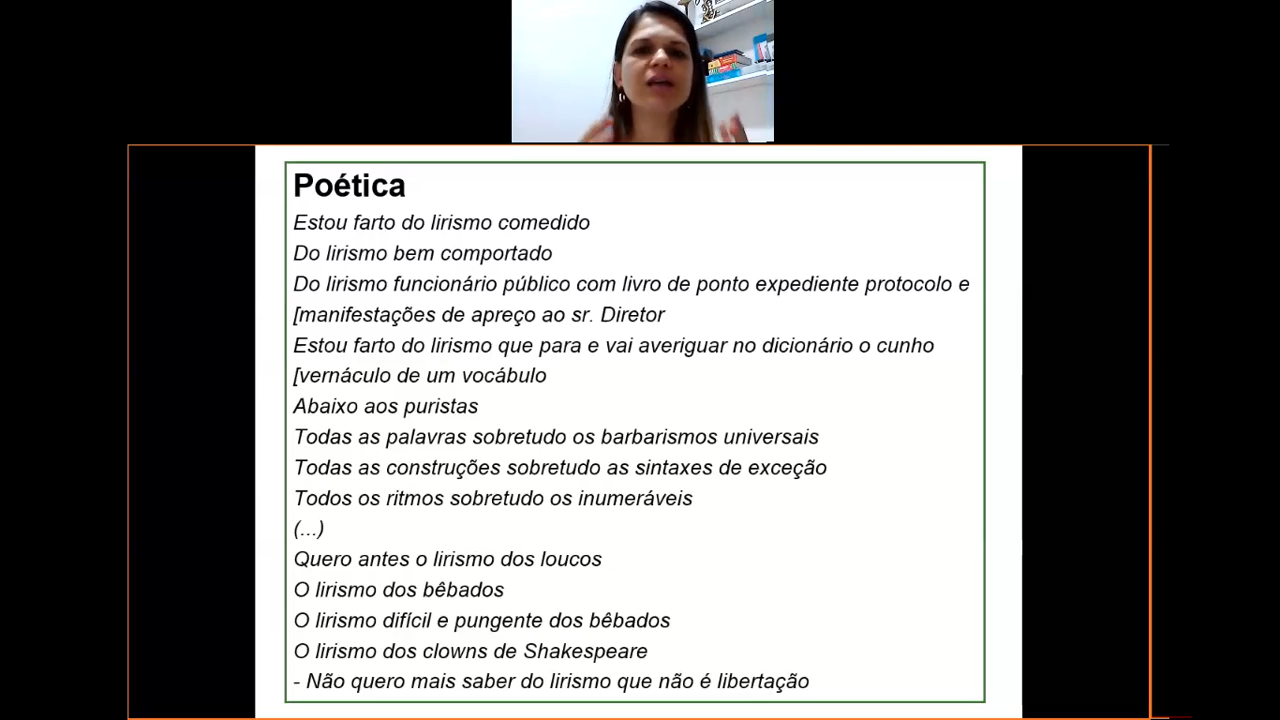 Poética
Estou farto do lirismo comedido
Do lirismo bem comportado
Do lirismo funcionário público com livro de ponto expediente protocolo e
[manifestações de apreço ao sr. Diretor
Estou farto do lirismo que para e vai averiguar no dicionário o cunho
[vernáculo de um vocábulo
Abaixo aos puristas
Todas as palavras sobretudo os barbarismos universais
Todas as construções sobretudo as sintaxes de exceção
Todos os ritmos sobretudo os inumeráveis
(...)
Quero antes o lirismo dos loucos
O lirismo dos bêbados
O lirismo difícil e pungente dos bêbados
O lirismo dos clowns de Shakespeare
- Não quero mais saber do lirismo que não é libertação